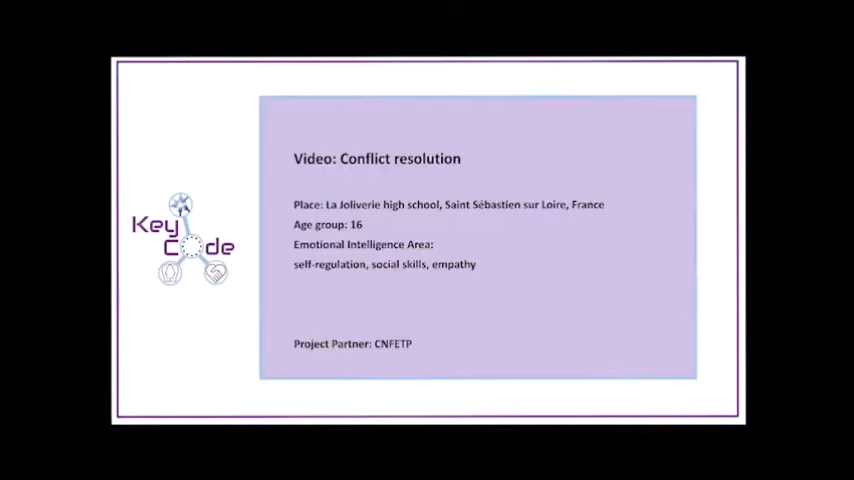 Key
Code
Video: Conflict resolution
Place: La Joliverie high school, Saint Sébastien sur Loire, France
Age group: 16
Emotional Intelligence Area:
self-regulation, social skills, empathy
Project Partner: CNFETP